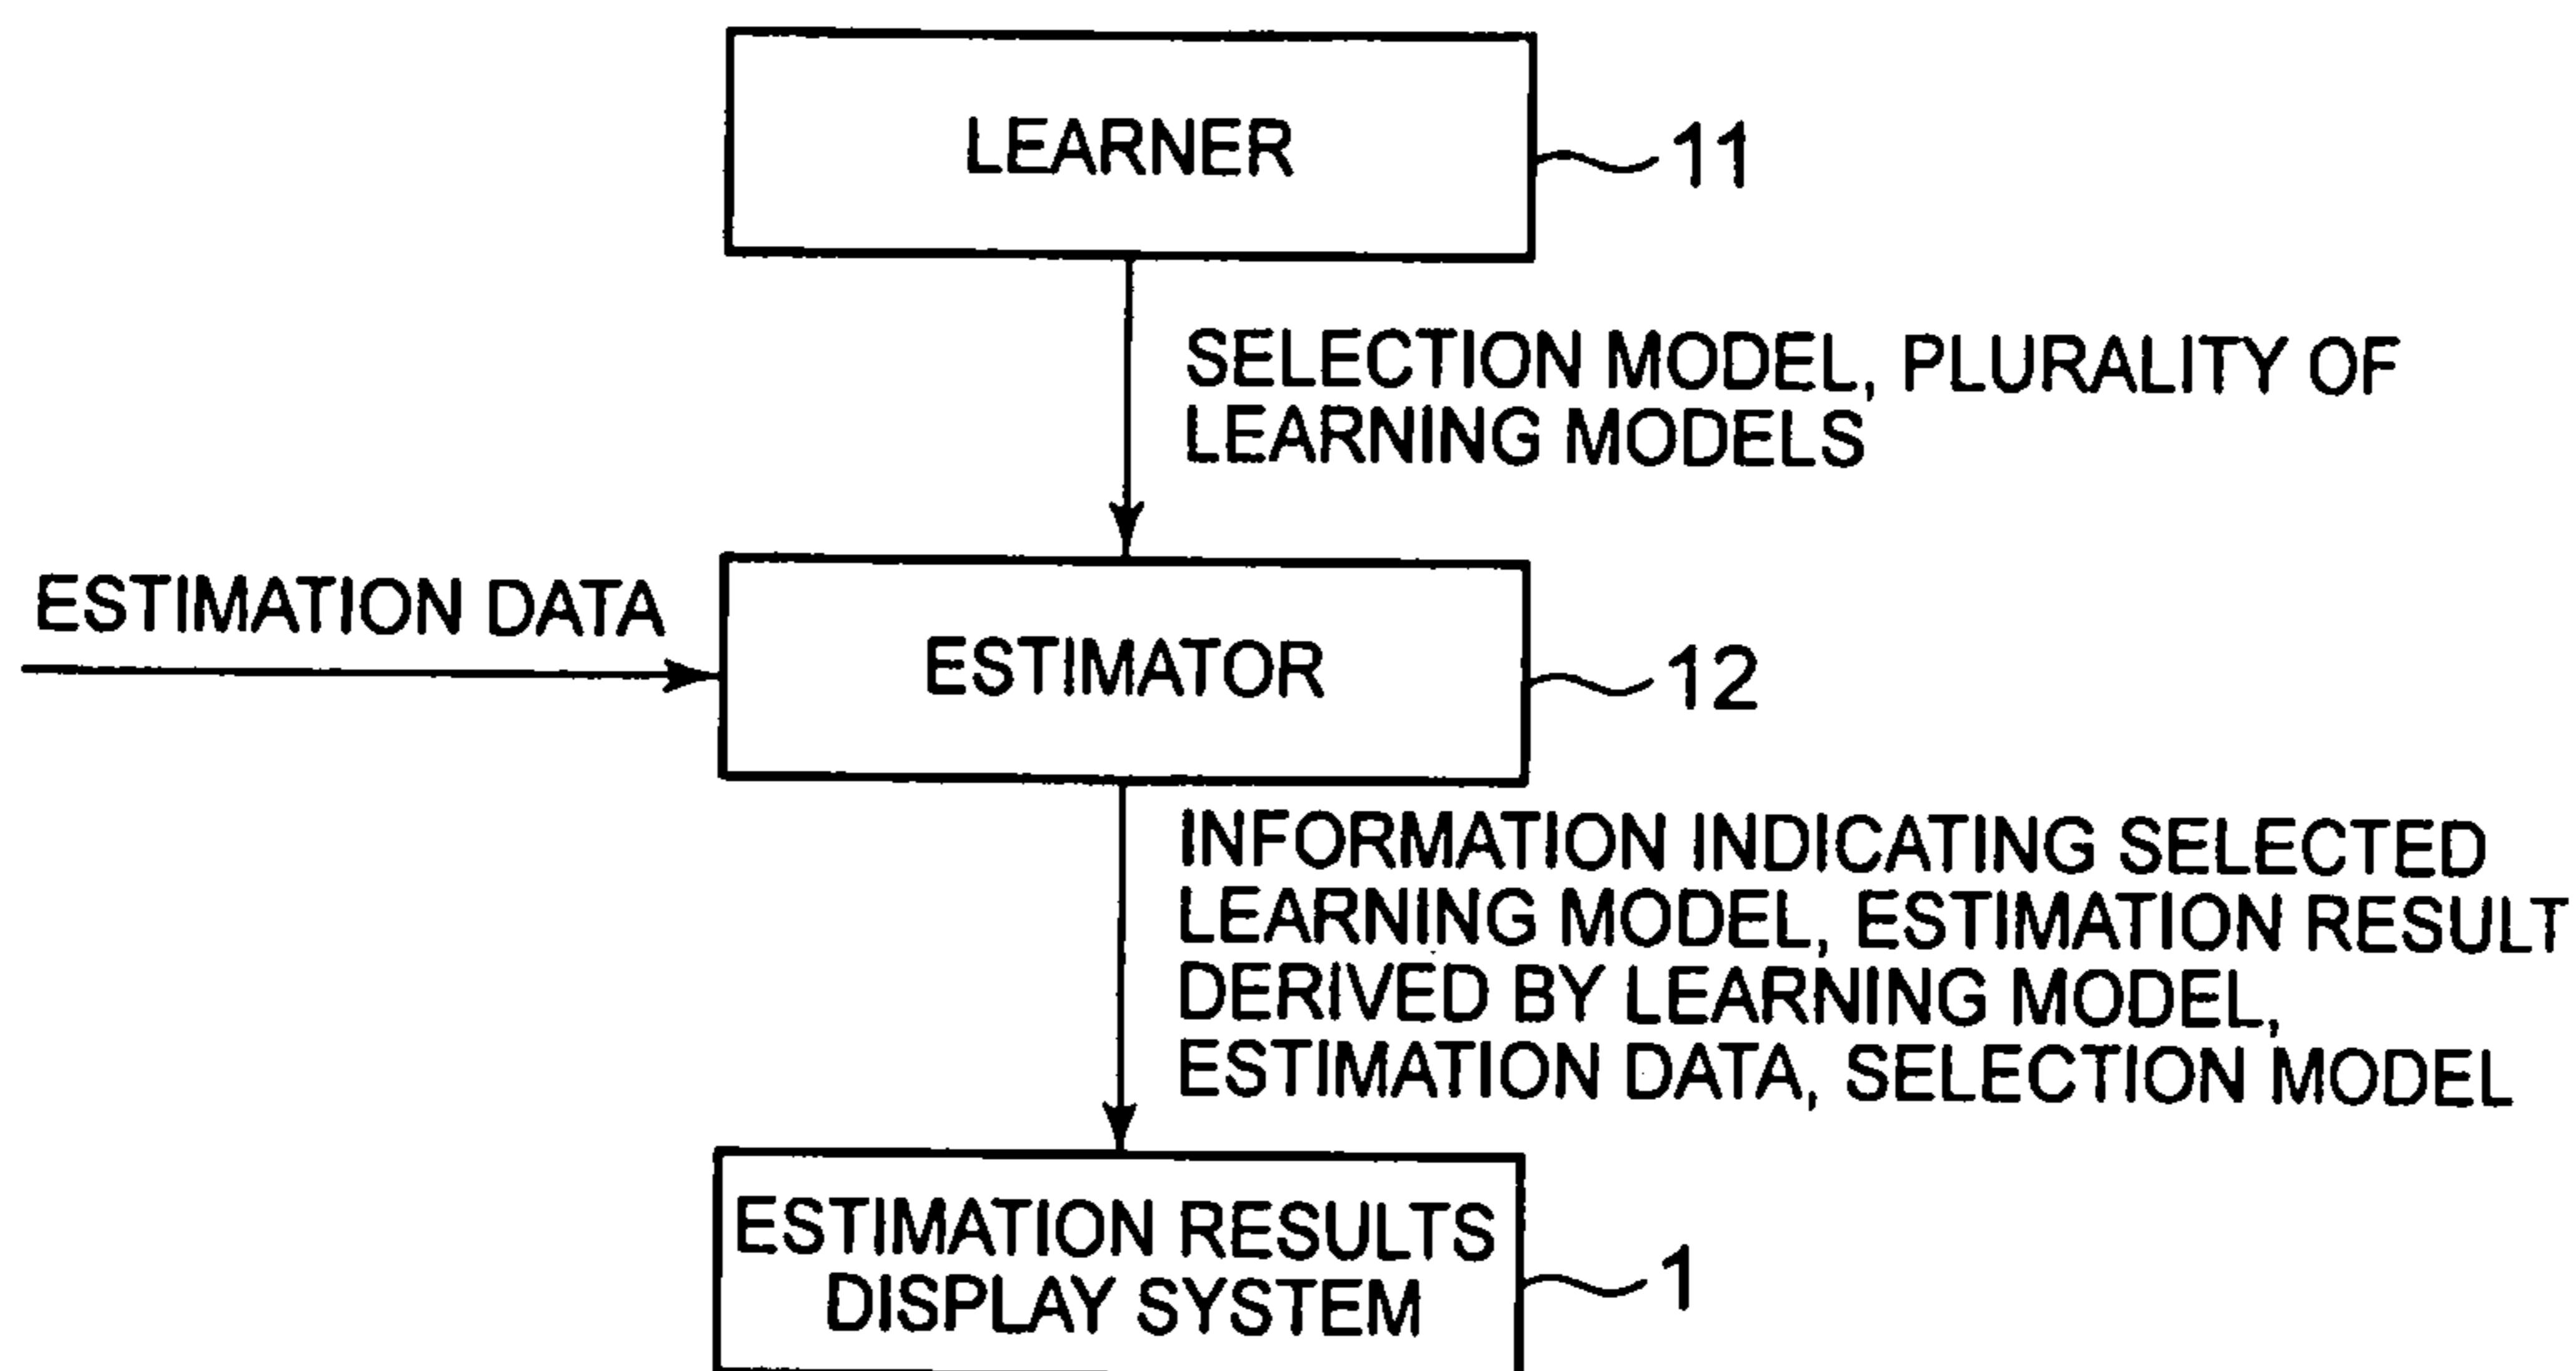 LEARNER
11
SELECTION MODEL, PLURALITY OF
LEARNING MODELS
ESTIMATION DATA
ESTIMATOR
12
INFORMATION INDICATING SELECTED
LEARNING MODEL, ESTIMATION RESULT
DERIVED BY LEARNING MODEL,
ESTIMATION DATA, SELECTION MODEL
ESTIMATION RESULTS
DISPLAY SYSTEM
1